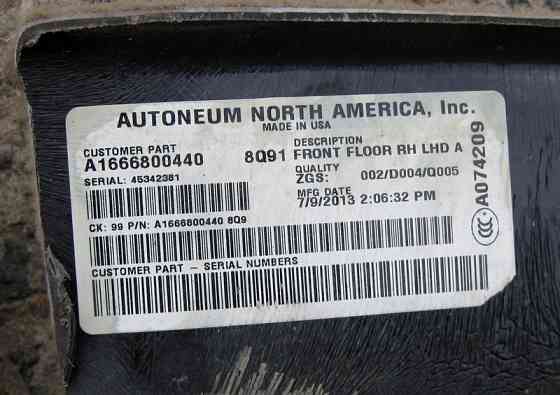 AUTONEUM NORTH AMERICA, Inc.
MADE IN USA
CUSTOMER PART
A1666800440 8Q91
DESCRIPTION
FRONT FLOOR RH LHD A
SERIAL: 45342381
QUALITY
ZGS: 002/D004/Q005
MFG DATE
7/9/2013 2:06:32 PM
CK: 99 P/N: A1666800440 8Q9
CUSTOMER PART - SERIAL NUMBERS
CCC A074209